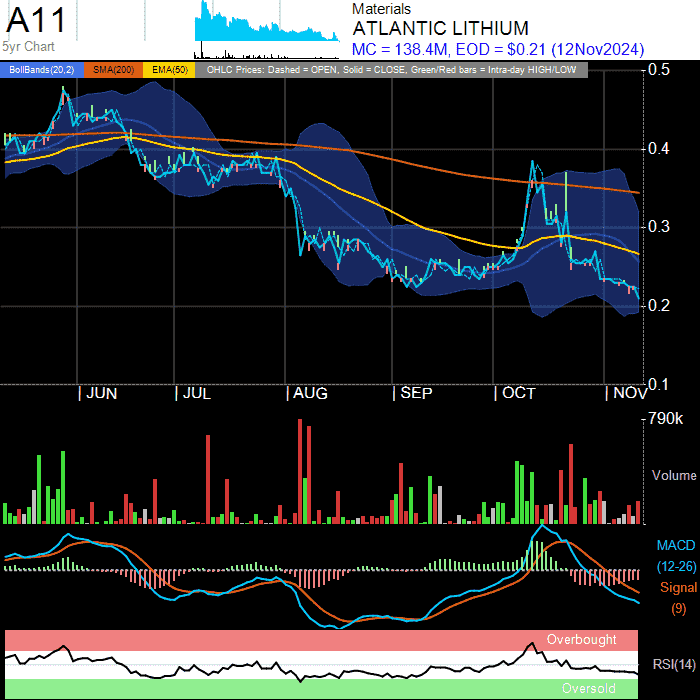 A11
5yr Chart
Materials
ATLANTIC LITHIUM
MC = 138.4M, EOD = $0.21 (12Nov2024)
BollBands(20,2) SMA(200) EMA(50) OHLC Prices: Dashed = OPEN, Solid = CLOSE, Green/Red bars = Intra-day HIGH/LOW
0.5
0.4
0.3
0.2
0.1
| JUN | JUL | AUG | SEP | OCT | NOV
790k
Volume
MACD
(12-26)
Signal
(9)
Overbought
RSI(14)
Oversold